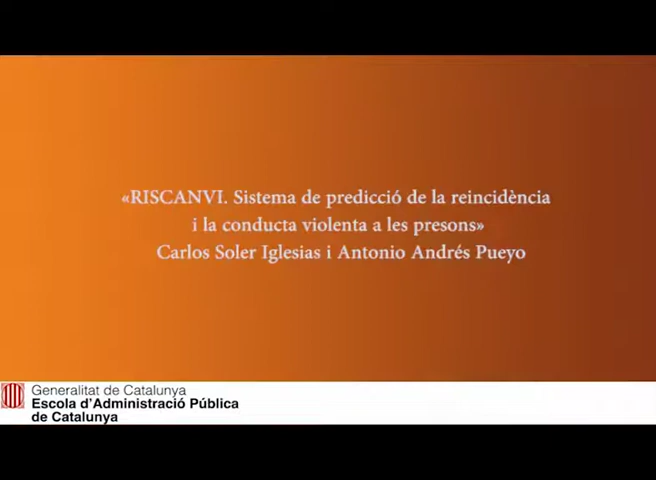 «RISCANVI. Sistema de predicció de la reincidència
i la conducta violenta a les presons»
Carlos Soler Iglesias i Antonio Andrés Pueyo
Generalitat de Catalunya
Escola d'Administració Pública
de Catalunya